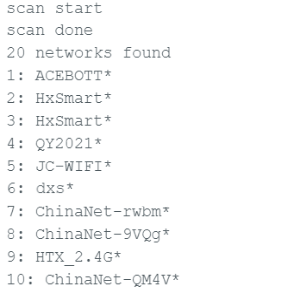 scan start
scan done
20 networks found
1: ACEBOTT*
2: HxSmart*
3: HxSmart*
4: QY2021*
5: JC-WIFI*
6: dxs*
7: ChinaNet-rwbm*
8: ChinaNet-9VQg*
9: HTX_2.4G*
10: ChinaNet-QM4V*